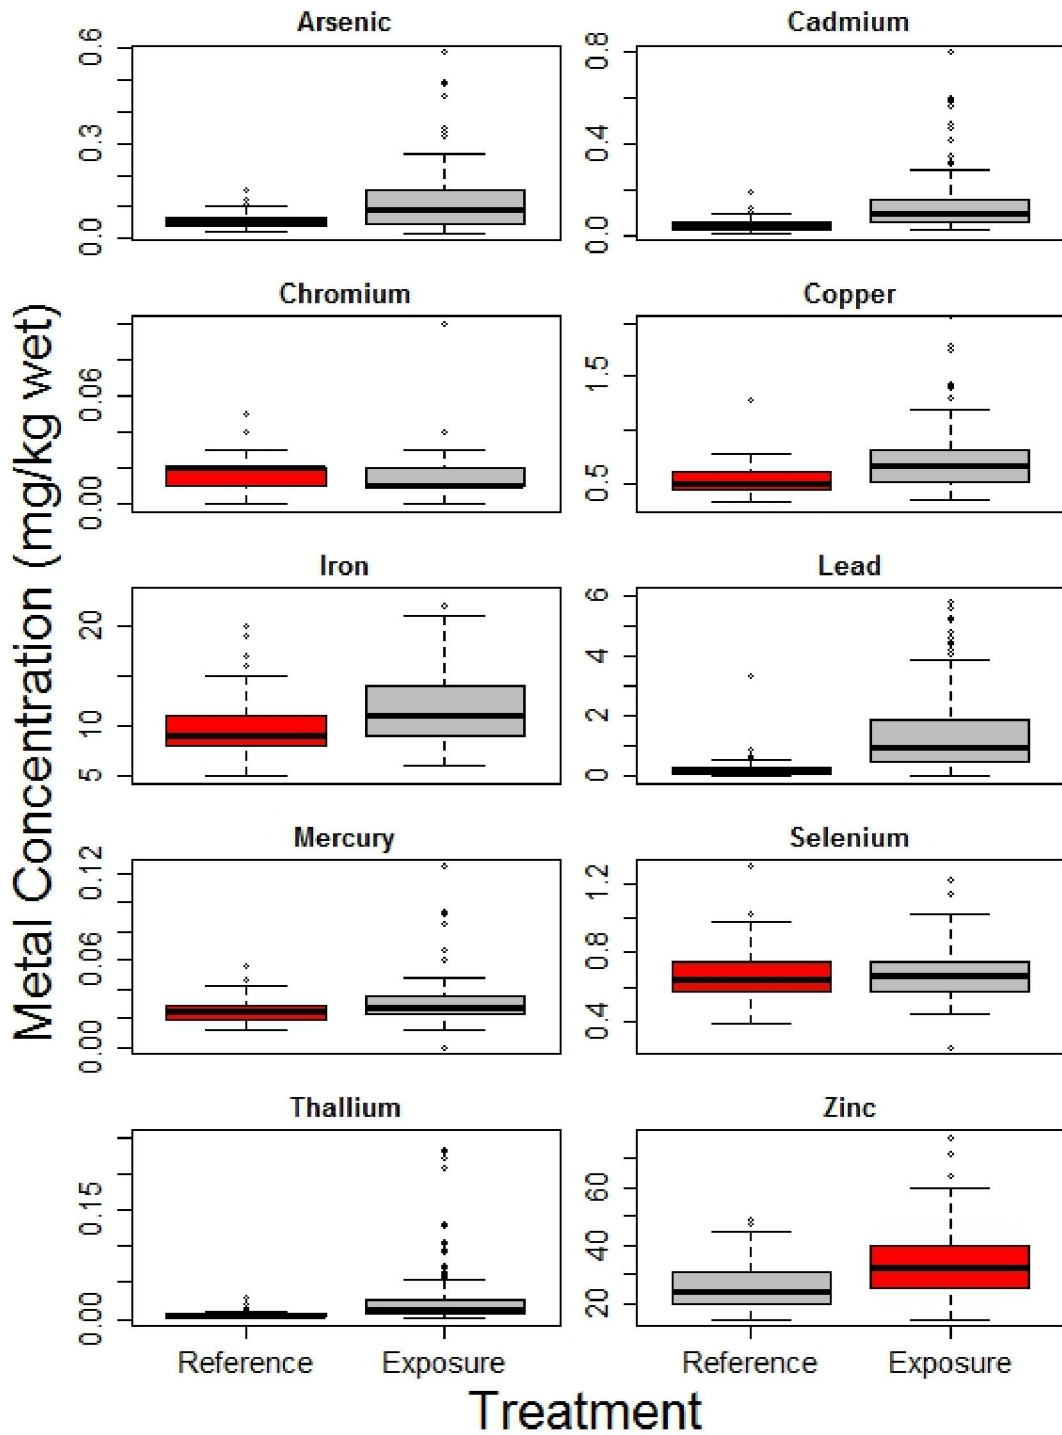 Arsenic
Cadmium
0.6
0.3
0.0
0.8
0.4
0.0
Chromium
Copper
0.06
0.00
1.5
0.5
Iron
Lead
20
10
5
6
4
2
0
Mercury
Selenium
0.12
0.06
0.00
1.2
0.8
0.4
Thallium
Zinc
0.15
0.00
60
40
20
Reference
Exposure
Reference
Exposure
Treatment
Metal Concentration (mg/kg wet)